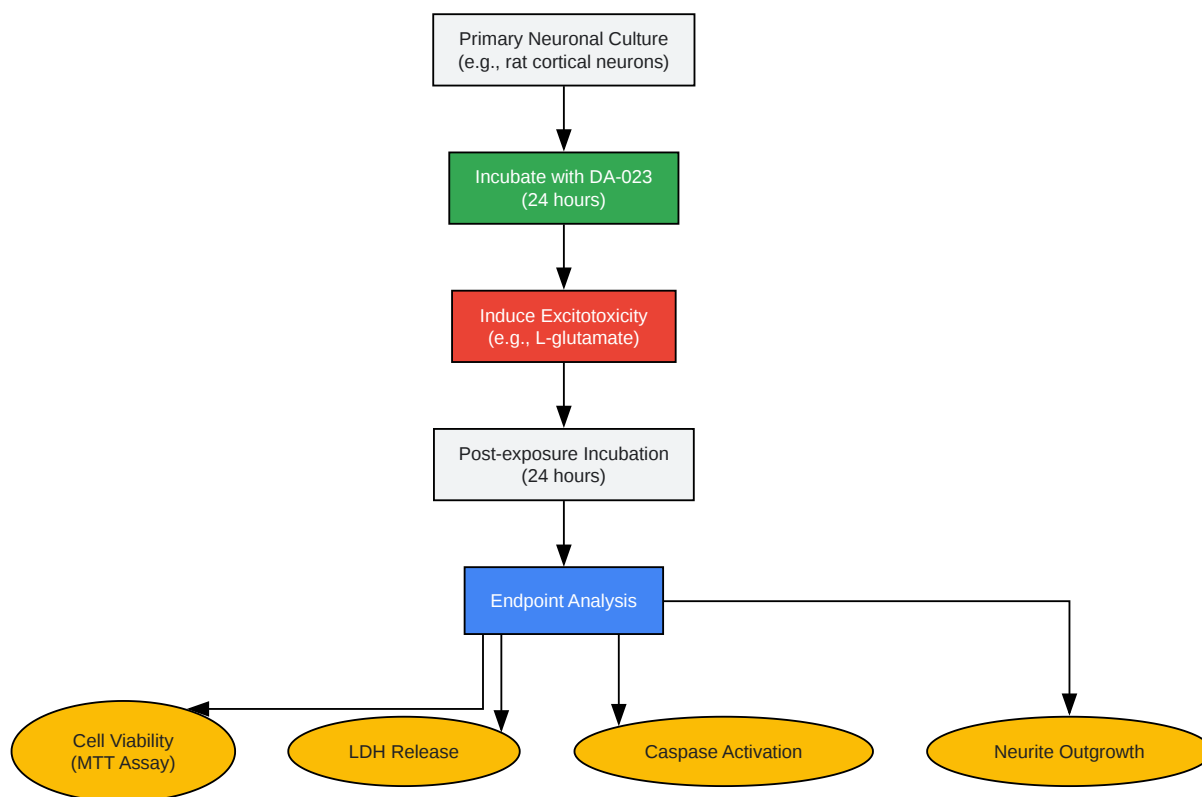 Primary Neuronal Culture
(e.g., rat cortical neurons)
Incubate with DA-023
(24 hours)
Induce Excitotoxicity
(e.g., L-glutamate)
Post-exposure Incubation
(24 hours)
Endpoint Analysis
Cell Viability
(MTT Assay)
LDH Release
Caspase Activation
Neurite Outgrowth